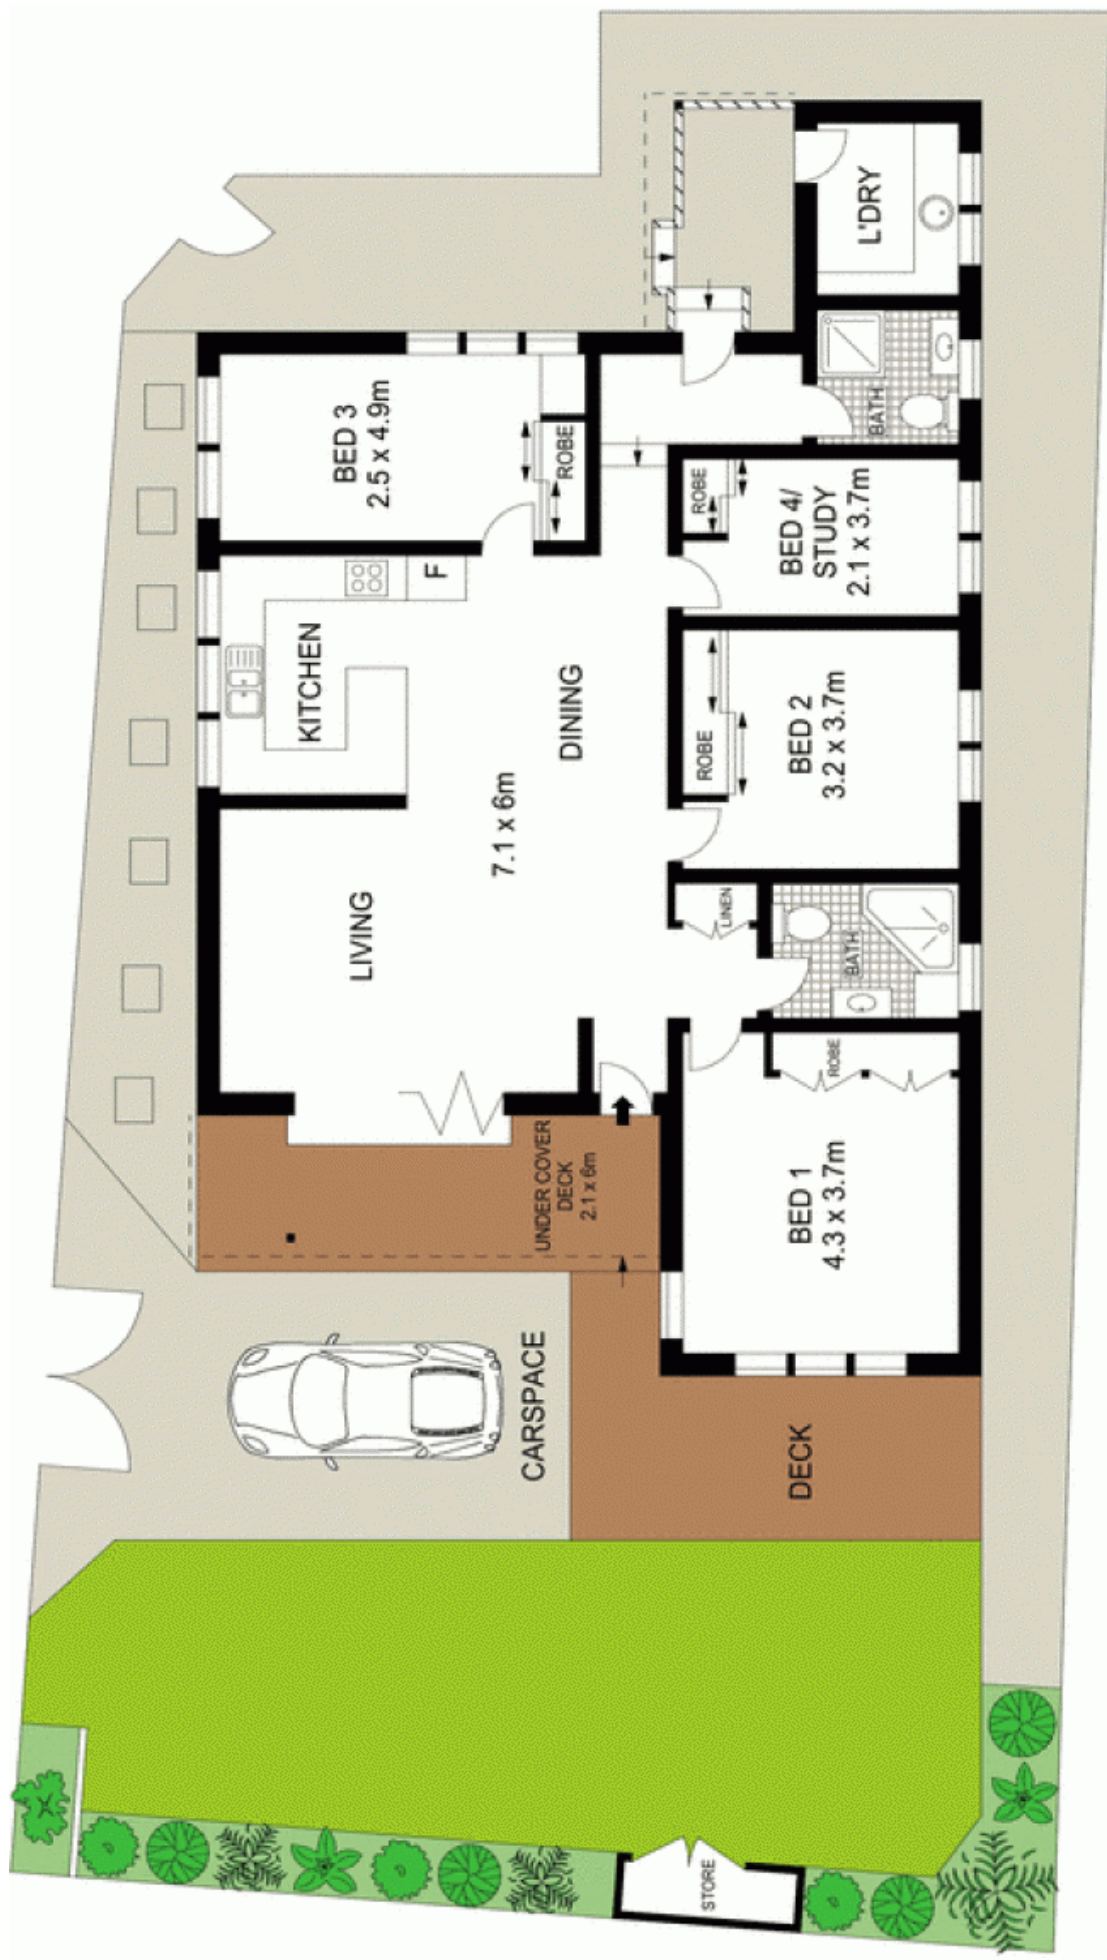 BED 3
2.5 x 4.9m
ROBE
KITCHEN
F
DINING
7.1 x 6m
LIVING
L'DRY
BATH
ROBE
BED 4/
STUDY
2.1 x 3.7m
ROBE
BED 2
3.2 x 3.7m
LINEN
BATH
ROBE
BED 1
4.3 x 3.7m
UNDER COVER
DECK
2.1 x 6m
CARSPACE
DECK
STORE